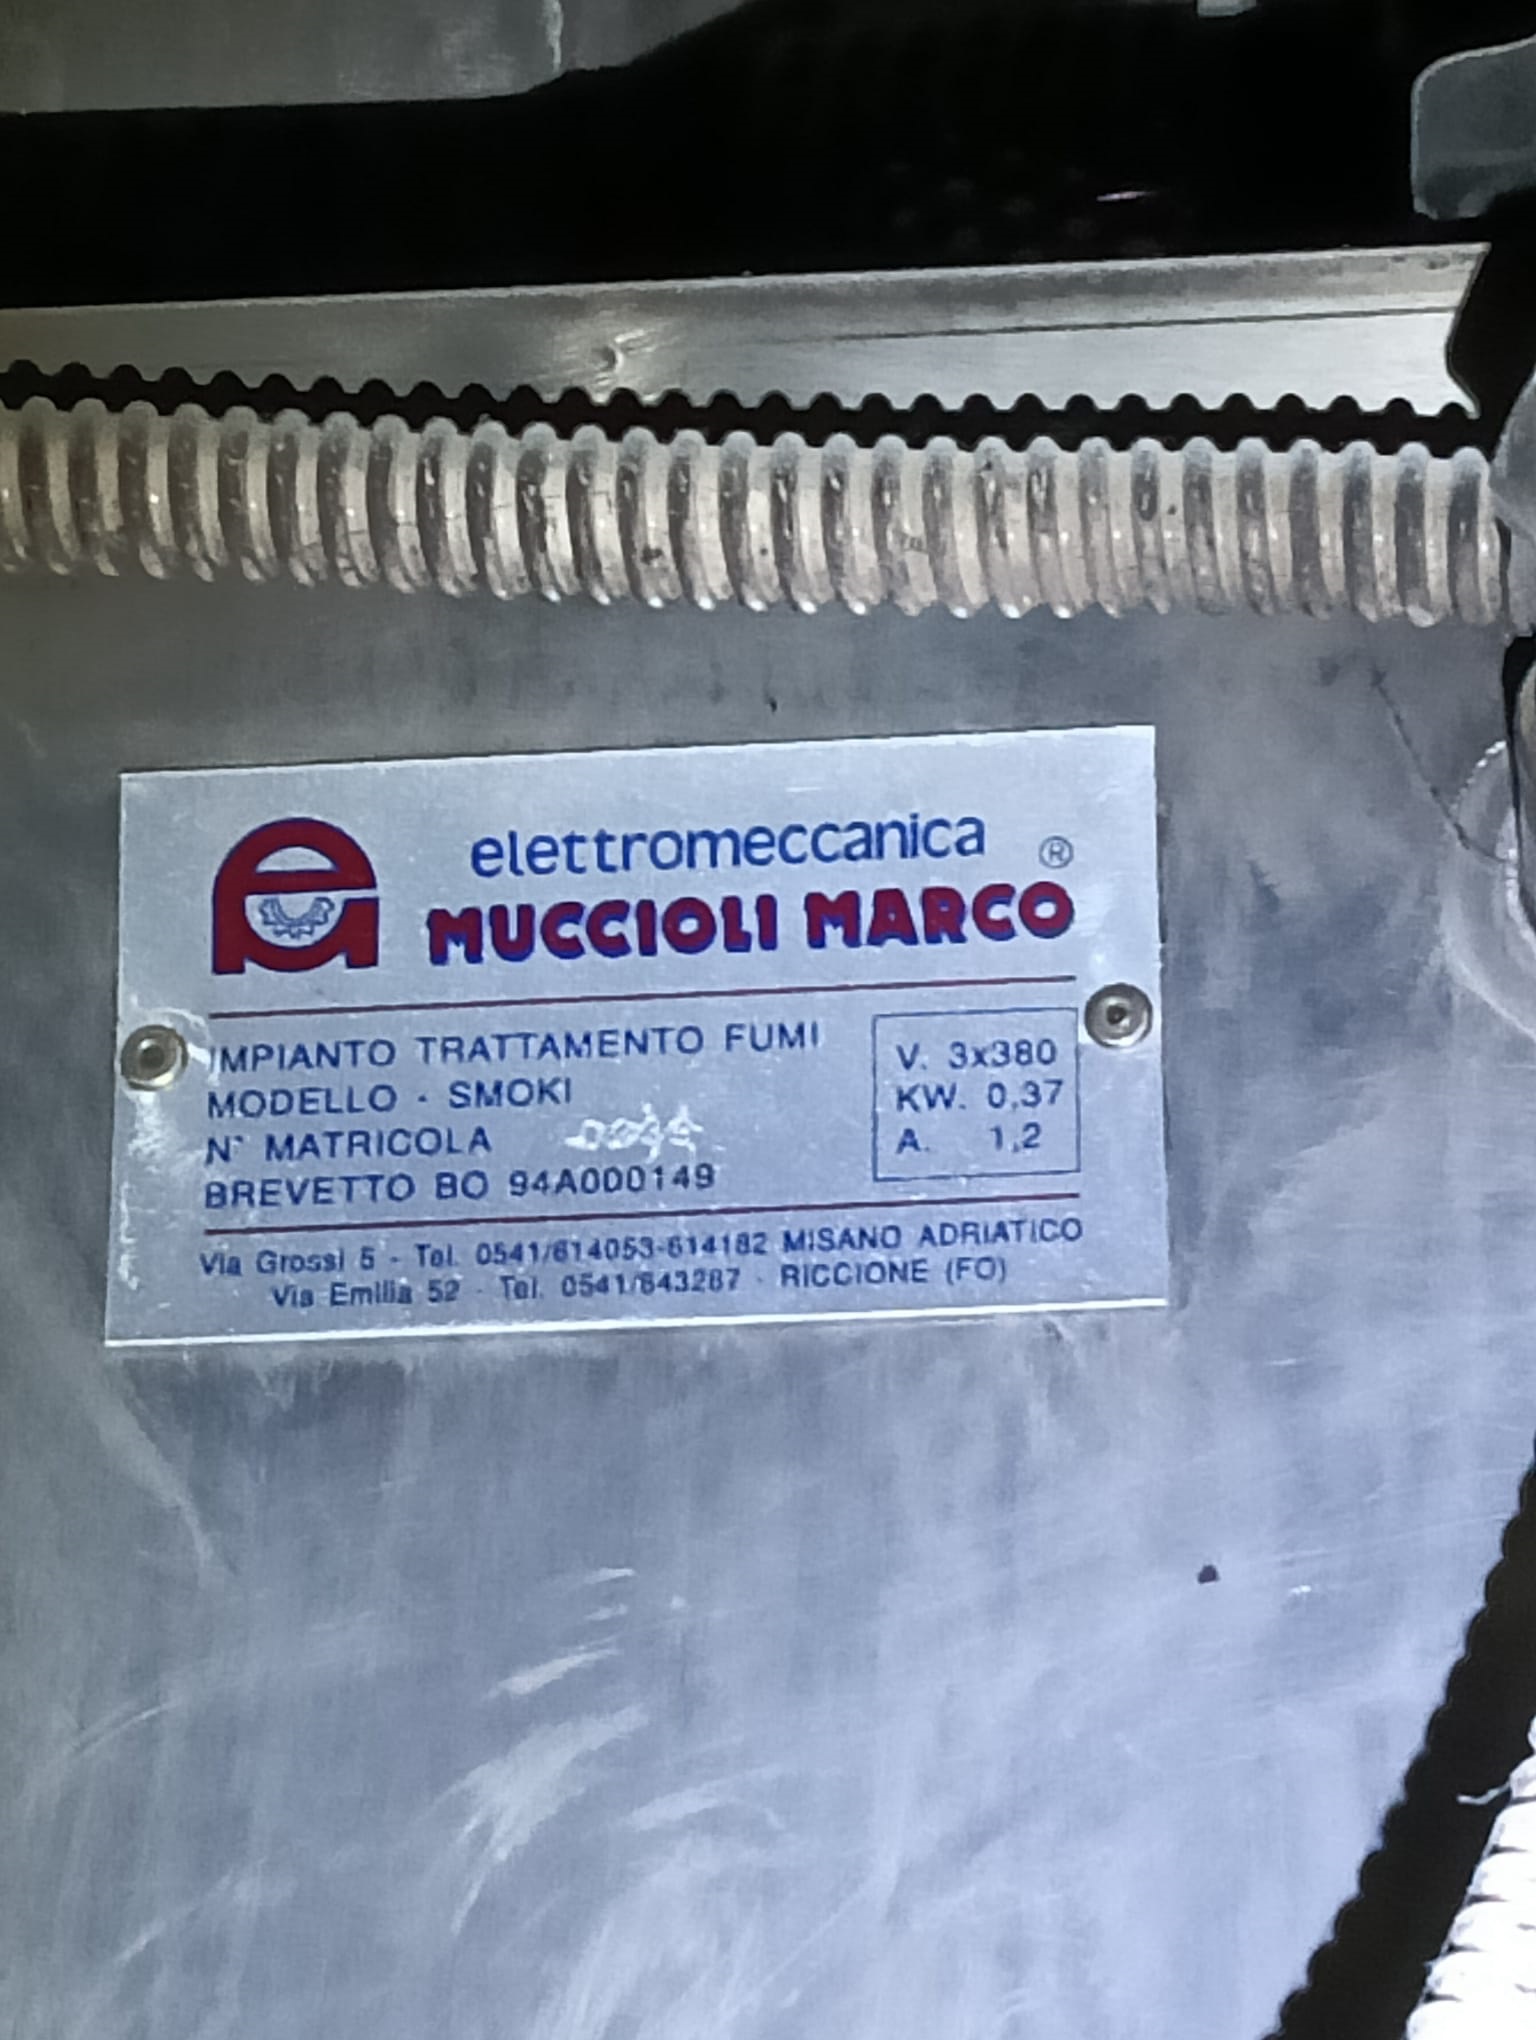 elettromeccanica ®
MUCCIOLI MARCO
IMPIANTO TRATTAMENTO FUMI
MODELLO - SMOKI
N° MATRICOLA
BREVETTO BO 94A000149
V. 3x380
KW. 0,37
A. 1,2
Via Grossi 5 - Tel. 0541/614053-614182 MISANO ADRIATICO
Via Emilia 52 - Tel. 0541/643287 - RICCIONE (FO)